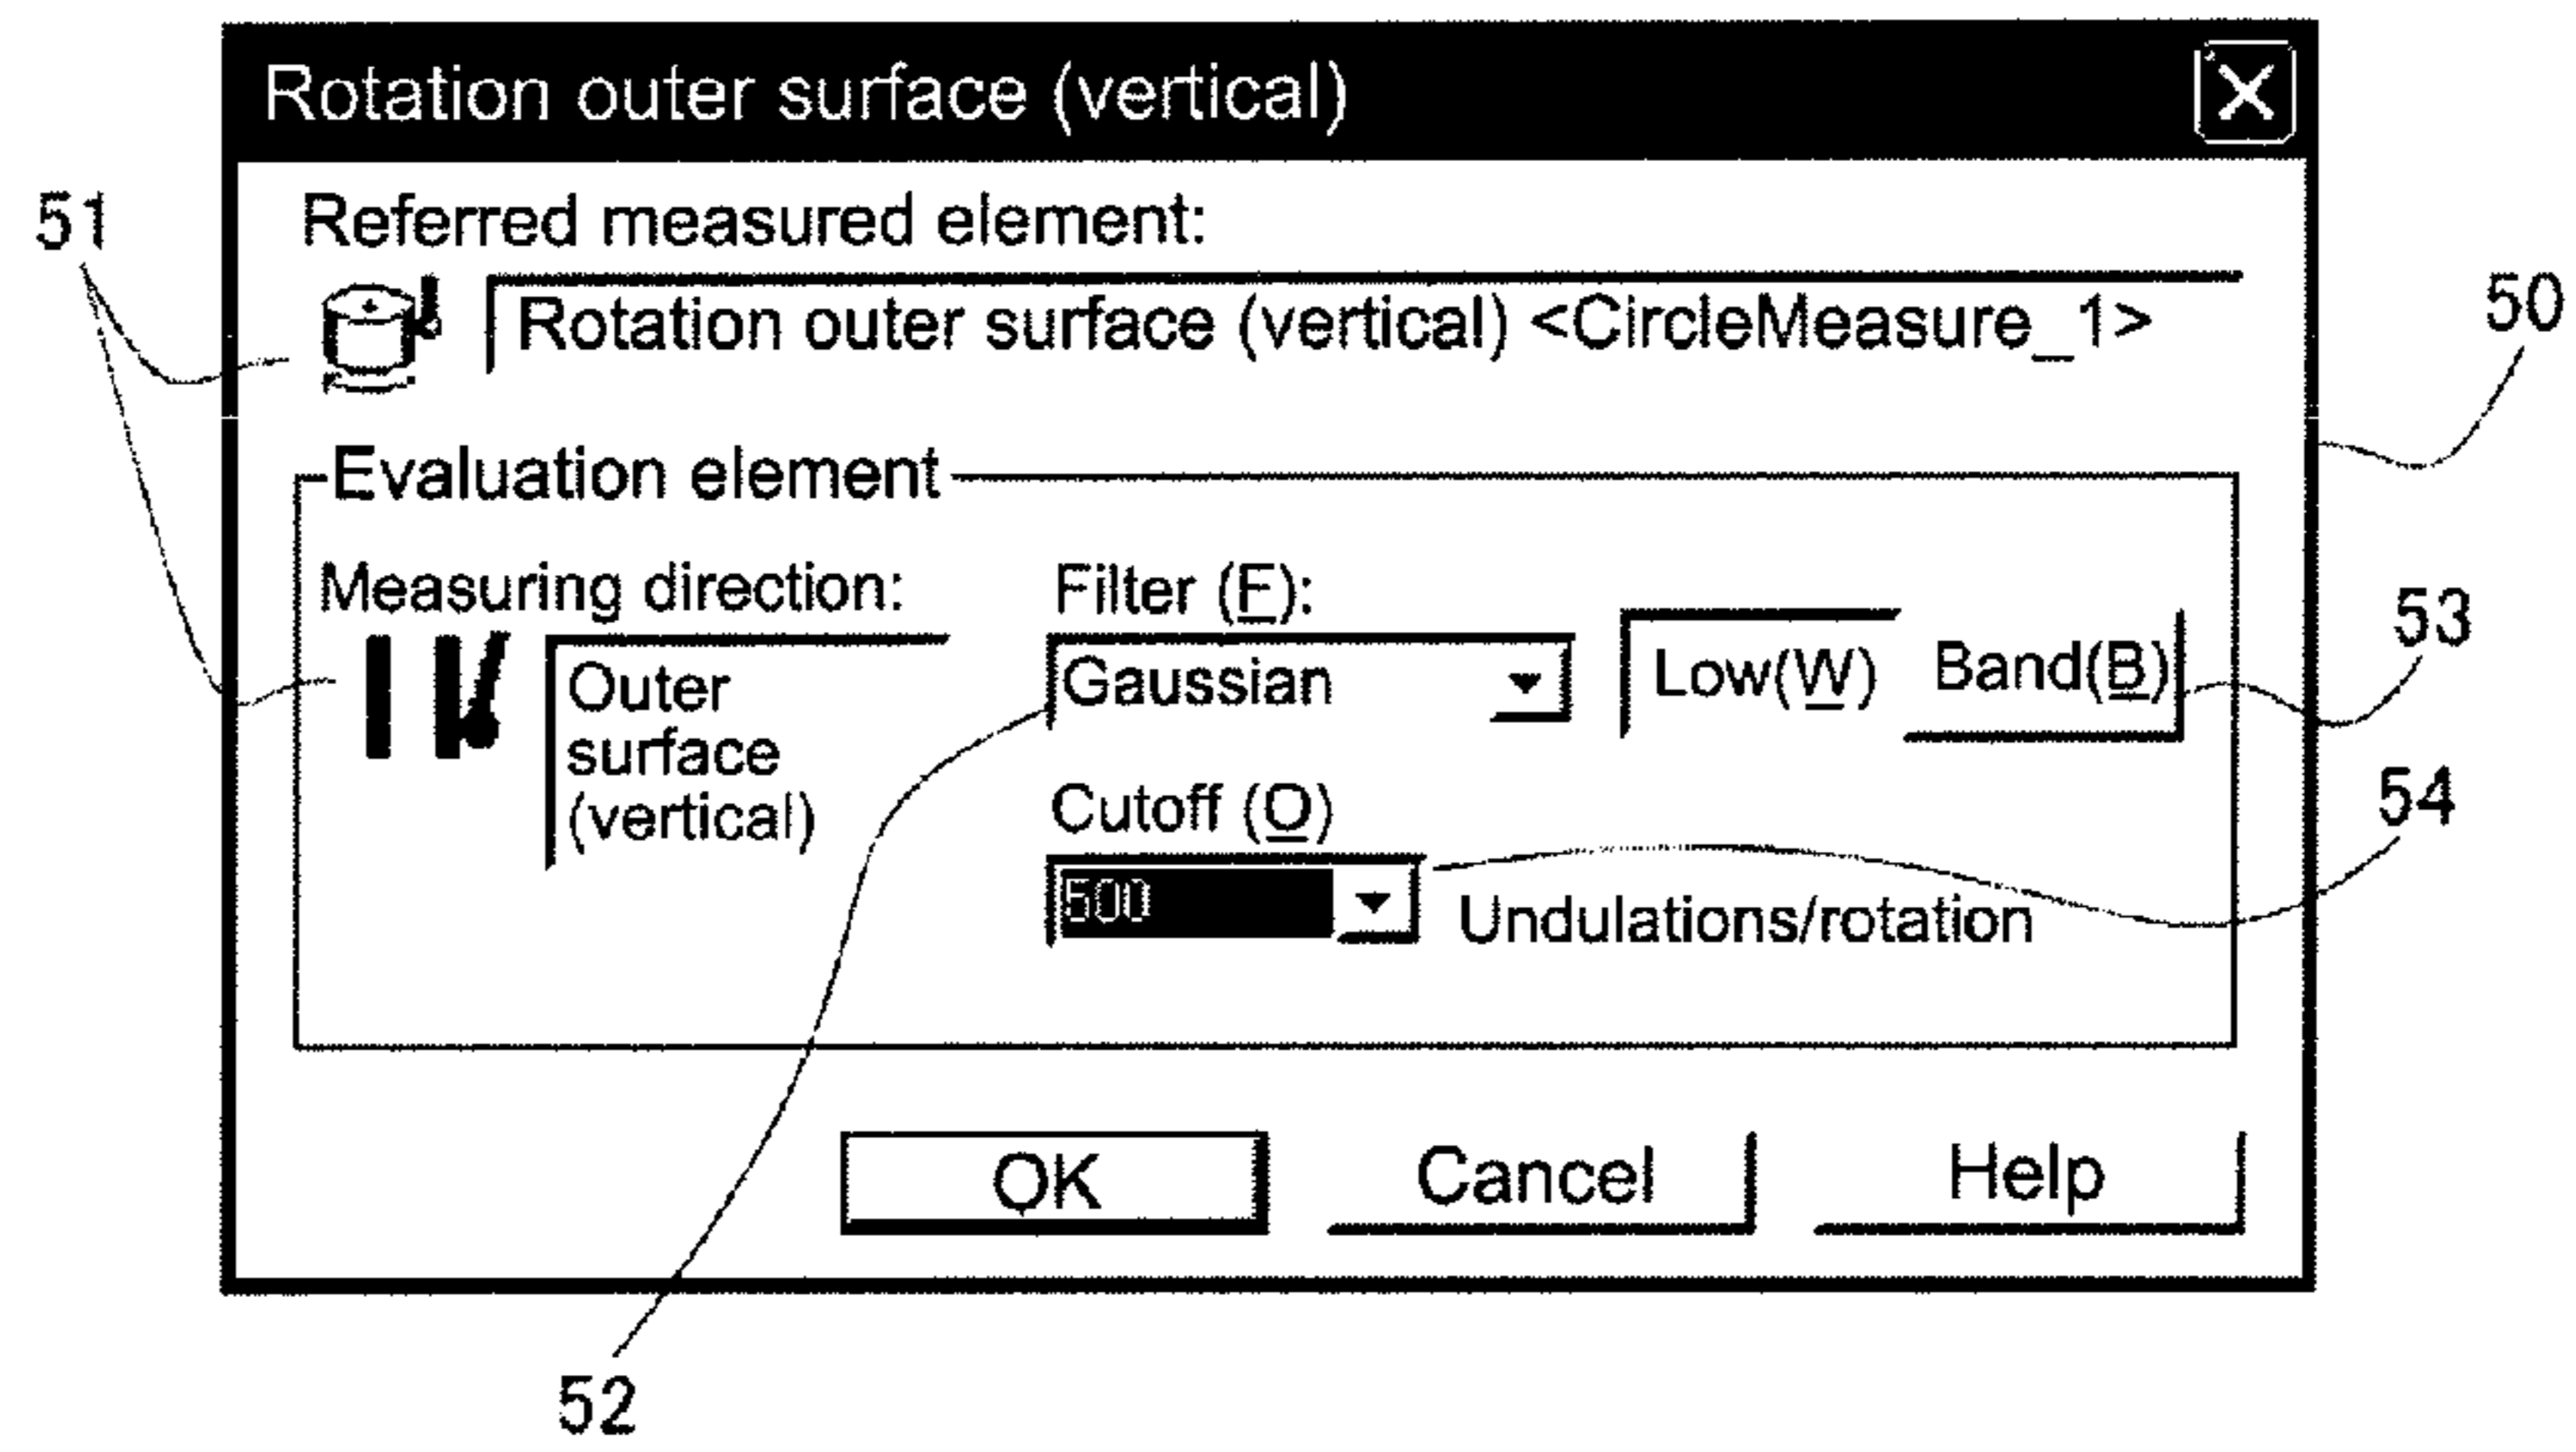 Rotation outer surface (vertical)
51
Referred measured element:
Rotation outer surface (vertical) <CircleMeasure_1>
50
Evaluation element
Measuring direction:
Outer
surface
(vertical)
Filter (F):
Gaussian
Low(W)
Band(B)
53
Cutoff (O)
54
500
Undulations/rotation
OK
Cancel
Help
52